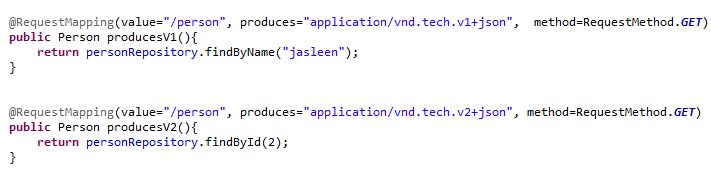 @RequestMapping(value="/person", produces="application/vnd.tech.v1+json",  method=RequestMethod.GET)
public Person producesV1(){
    return personRepository.findByName("jasleen");
}
@RequestMapping(value="/person", produces="application/vnd.tech.v2+json", method=RequestMethod.GET)
public Person producesV2(){
    return personRepository.findById(2);
}